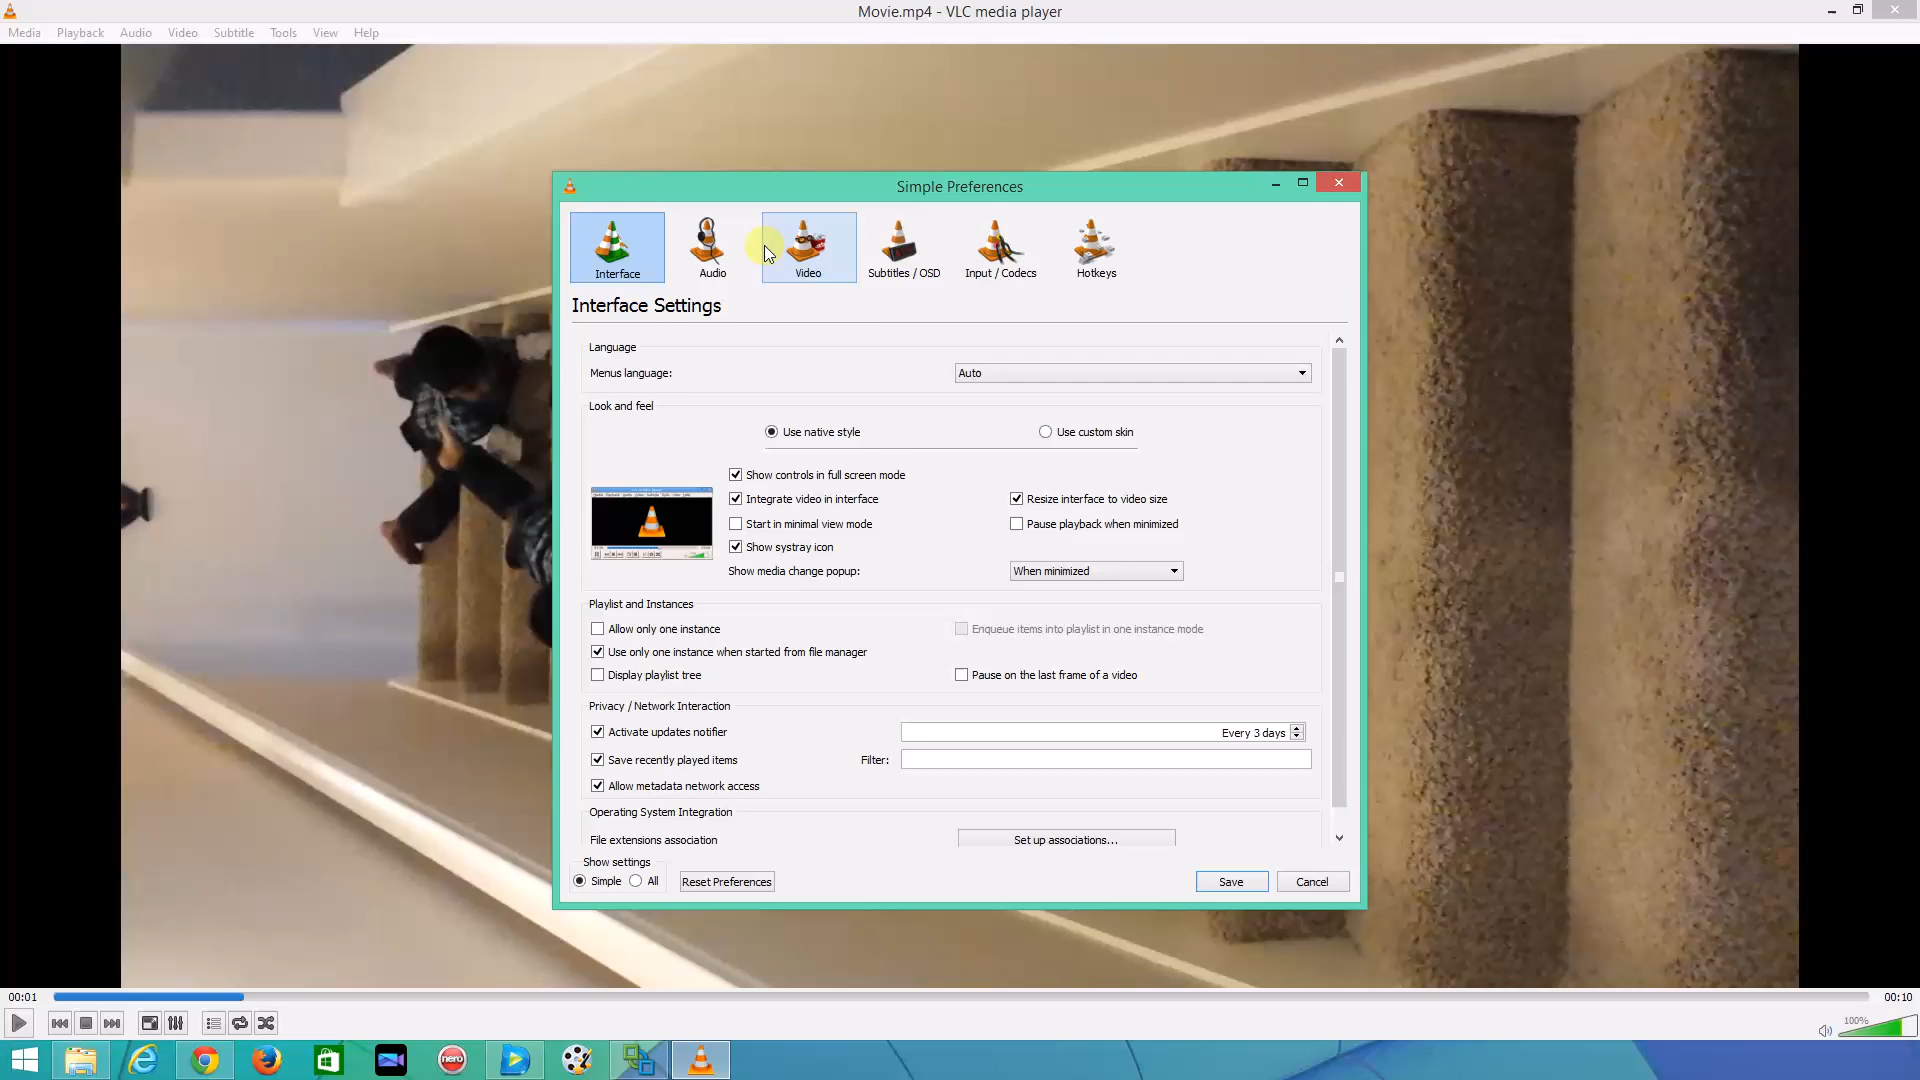 Movie.mp4 - VLC media player
Media Playback Audio Video Subtitle Tools View Help
Simple Preferences
Interface Audio Video Subtitles / OSD Input / Codecs Hotkeys
Interface Settings
Language
Menus language: Auto
Look and feel
Use native style Use custom skin
Show controls in full screen mode
Integrate video in interface Resize interface to video size
Start in minimal view mode Pause playback when minimized
Show systray icon
Show media change popup: When minimized
Playlist and Instances
Allow only one instance Enqueue items into playlist in one instance mode
Use only one instance when started from file manager
Display playlist tree Pause on the last frame of a video
Privacy / Network Interaction
Activate updates notifier Every 3 days
Save recently played items Filter:
Allow metadata network access
Operating System Integration
File extensions association Set up associations...
Show settings
Simple All Reset Preferences Save Cancel
00:01 00:10
100%
nero